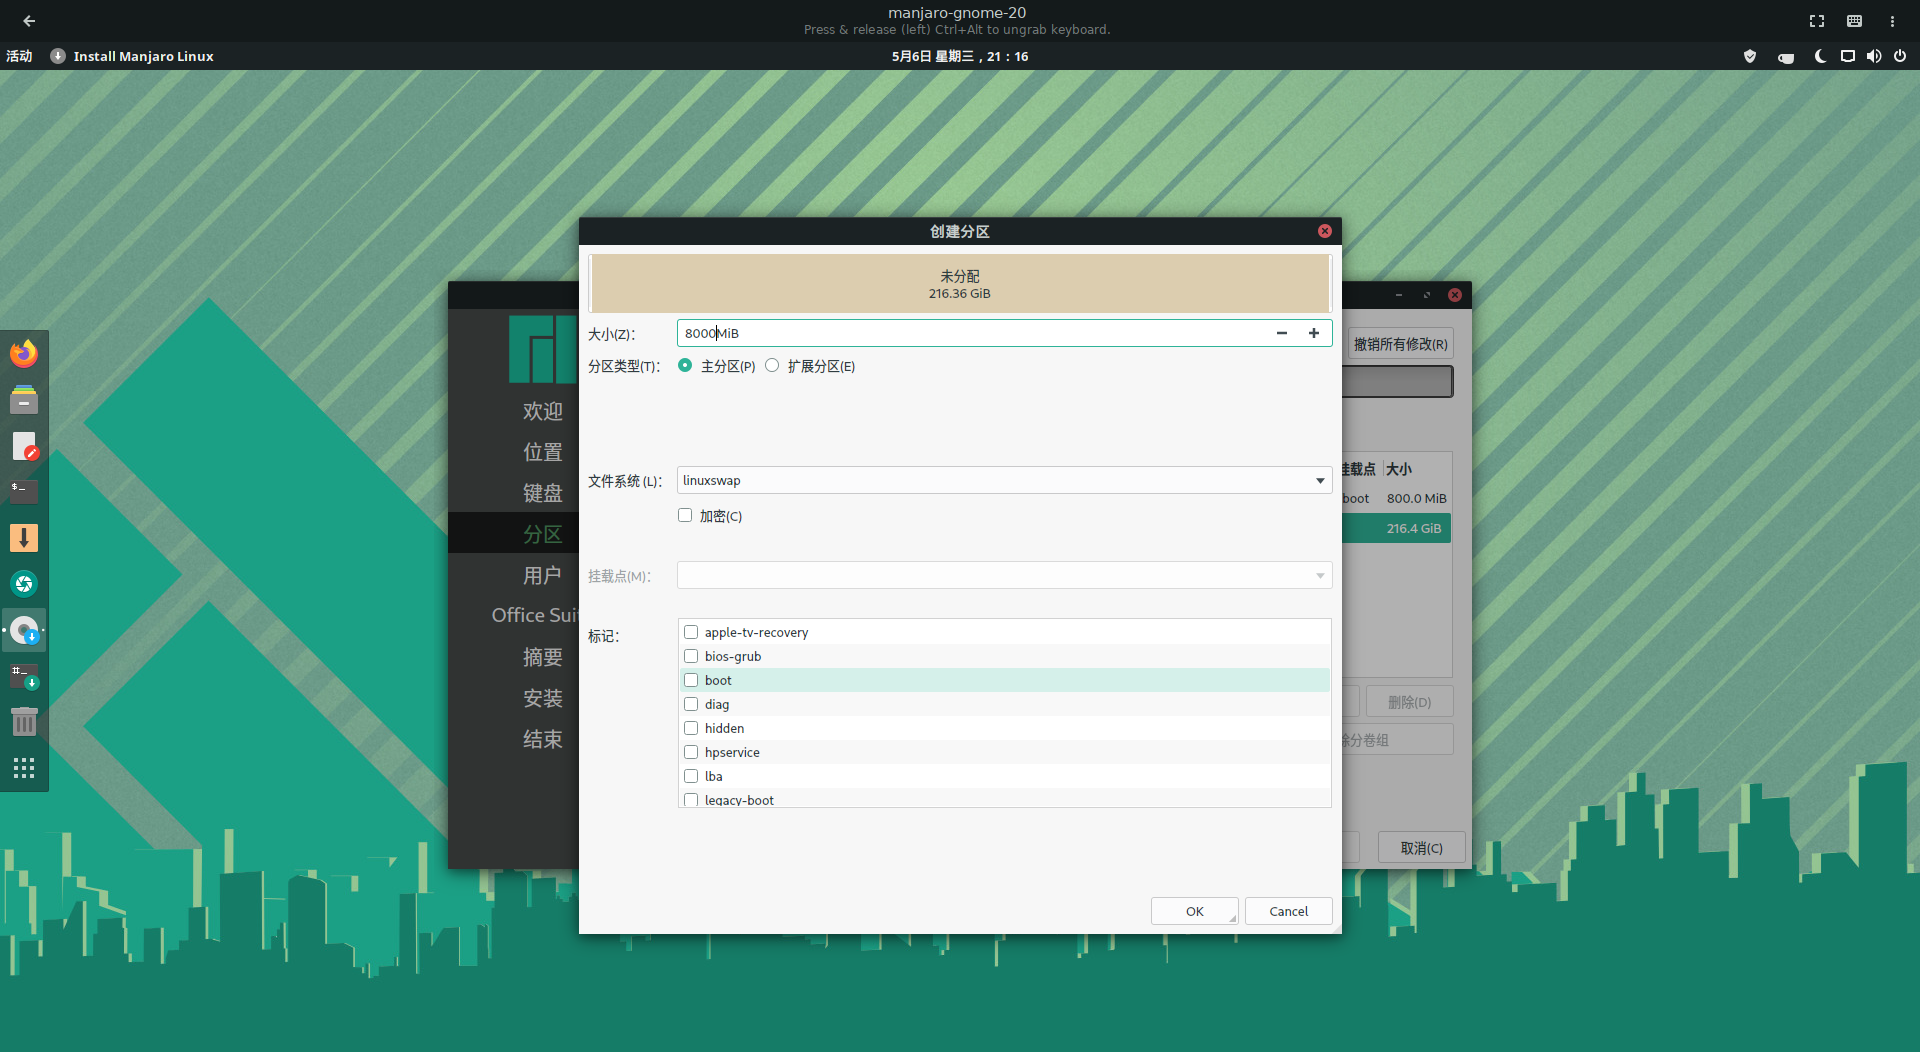 manjaro-gnome-20
Press & release (left) Ctrl+Alt to ungrab keyboard.
活动 Install Manjaro Linux 5月6日 星期三，21：16
创建分区
未分配
216.36 GiB
大小(Z)： 8000MiB
分区类型(T)： 主分区(P) 扩展分区(E)
文件系统 (L)： linuxswap
加密(C)
挂载点(M)：
标记：
apple-tv-recovery
bios-grub
boot
diag
hidden
hpservice
lba
legacy-boot
OK Cancel
欢迎
位置
键盘
分区
用户
Office Sui
摘要
安装
结束
撤销所有修改(R)
挂载点 大小
boot 800.0 MiB
216.4 GiB
删除(D)
除分卷组
取消(C)